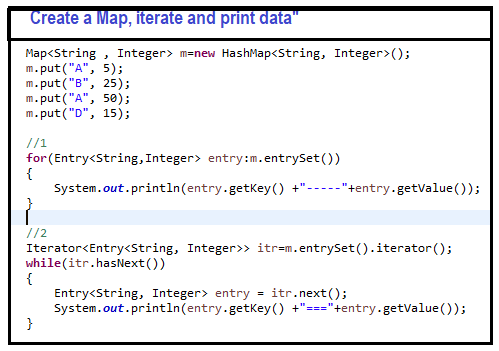 Create a Map, iterate and print data"
Map<String , Integer> m=new HashMap<String, Integer>();
m.put("A", 5);
m.put("B", 25);
m.put("A", 50);
m.put("D", 15);
//1
for(Entry<String,Integer> entry:m.entrySet())
{
System.out.println(entry.getKey() +"-----"+entry.getValue());
}
//2
Iterator<Entry<String, Integer>> itr=m.entrySet().iterator();
while(itr.hasNext())
{
Entry<String, Integer> entry = itr.next();
System.out.println(entry.getKey() +"==="+entry.getValue());
}